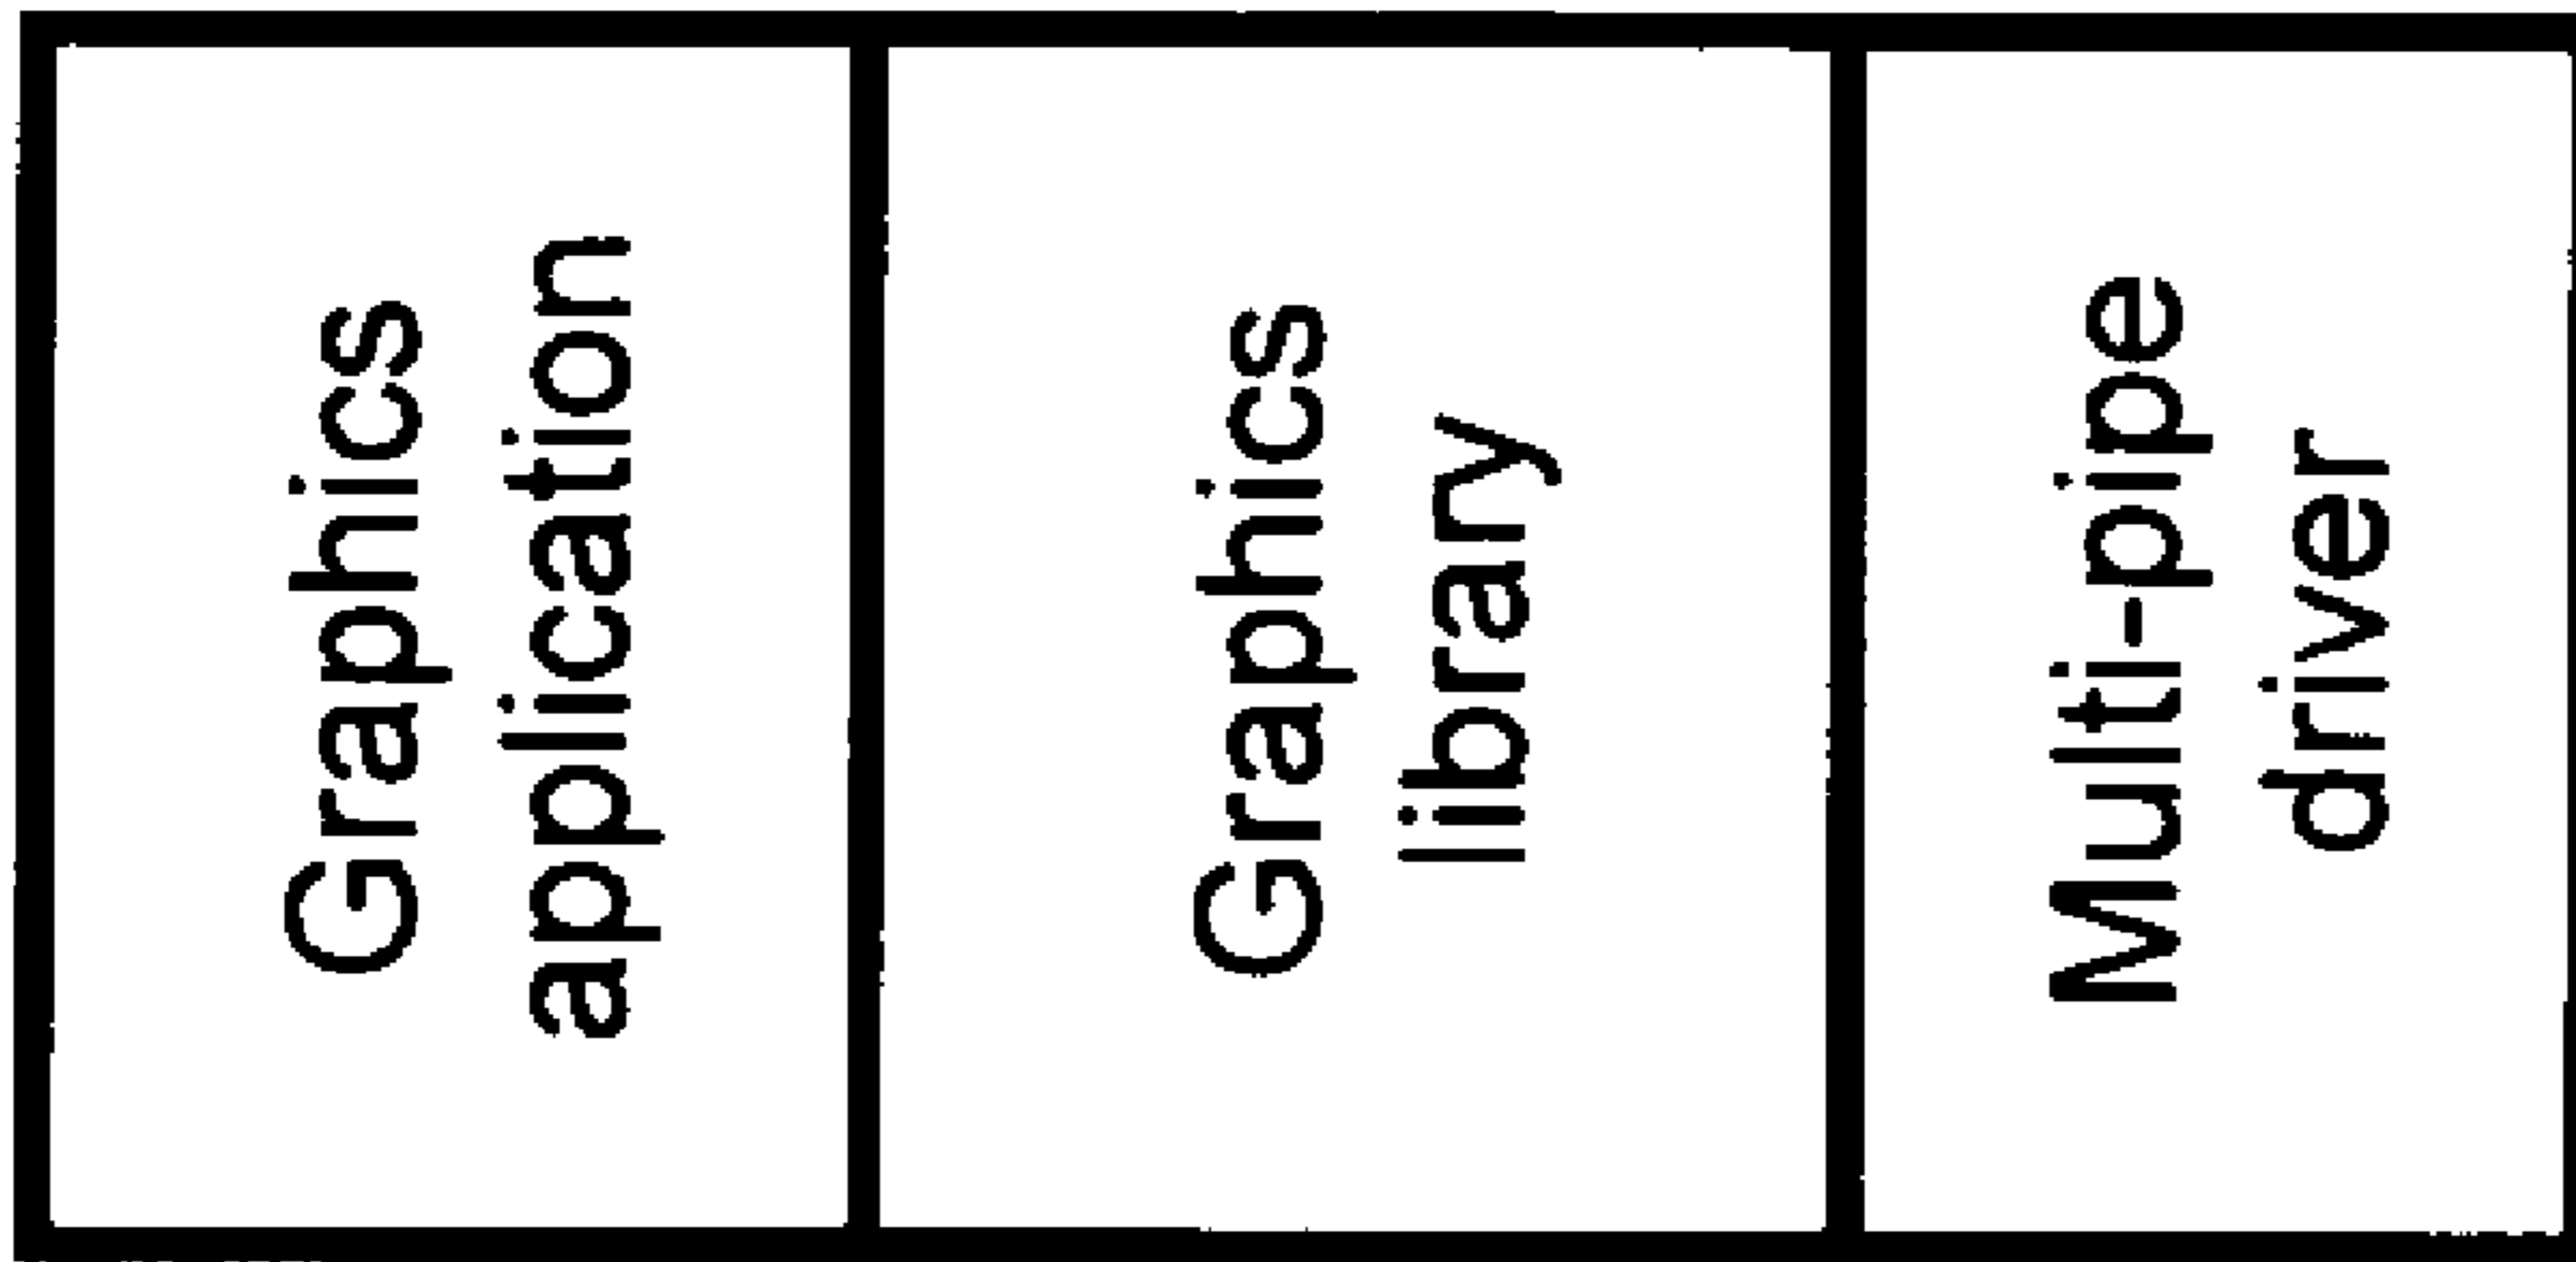 Graphics
application
Graphics
library
Multi-pipe
driver